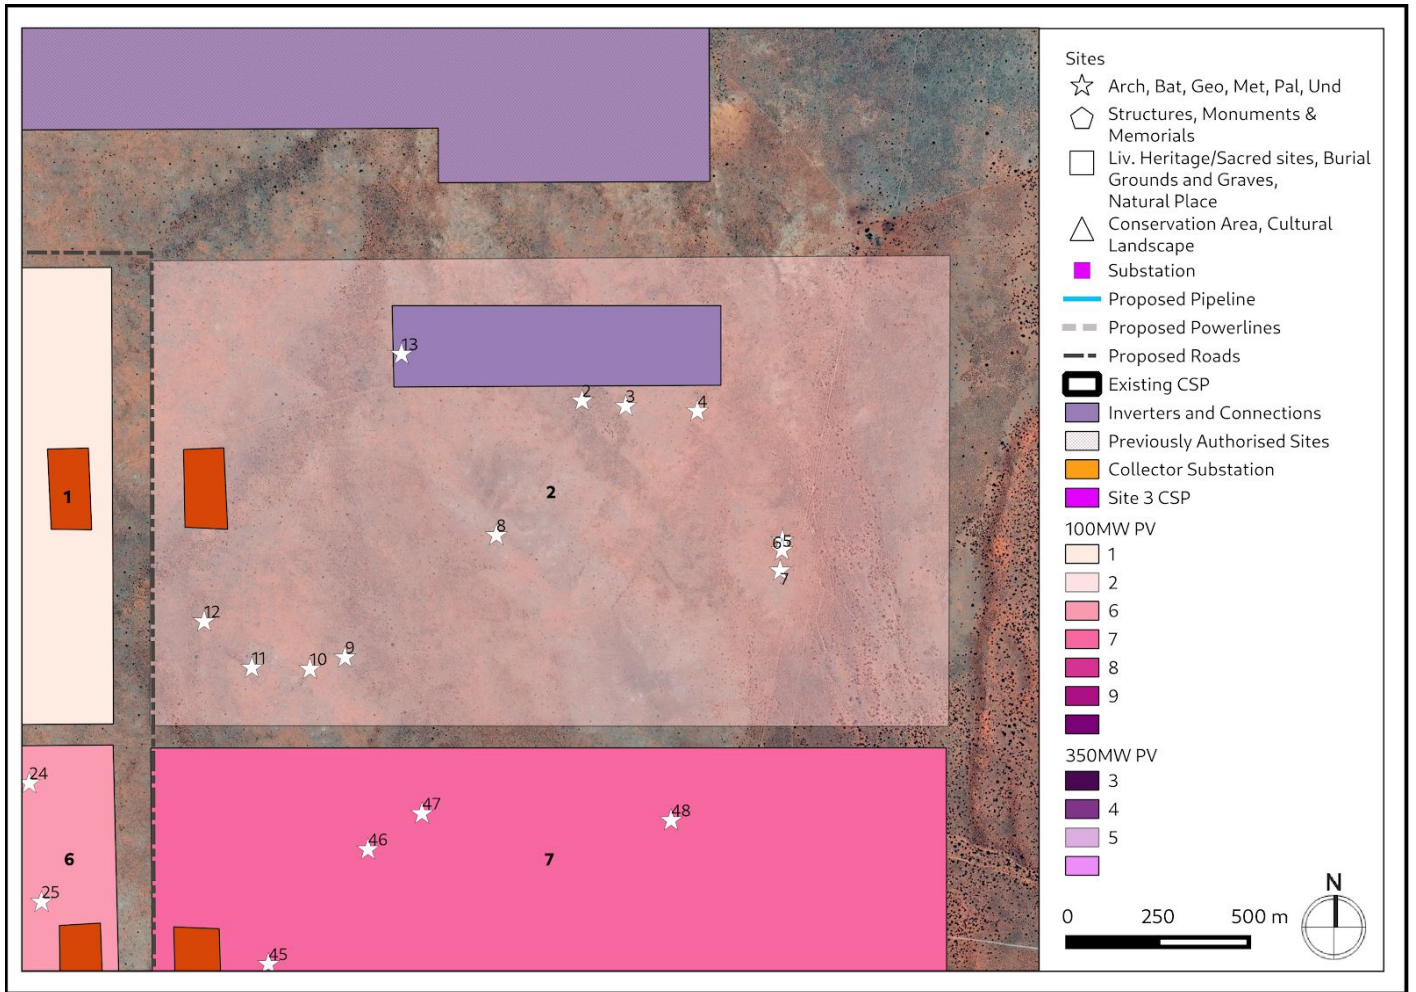 Sites
Arch, Bat, Geo, Met, Pal, Und
Structures, Monuments &
Memorials
Liv. Heritage/Sacred sites, Burial
Grounds and Graves,
Natural Place
Conservation Area, Cultural
Landscape
Substation
Proposed Pipeline
Proposed Powerlines
Proposed Roads
Existing CSP
Inverters and Connections
Previously Authorised Sites
Collector Substation
Site 3 CSP
100MW PV
1
2
6
7
8
9
350MW PV
3
4
5
0 250 500 m
N
13
2
3
4
1
2
8
65
7
12
11
10
9
24
47
48
46
6
7
25
45